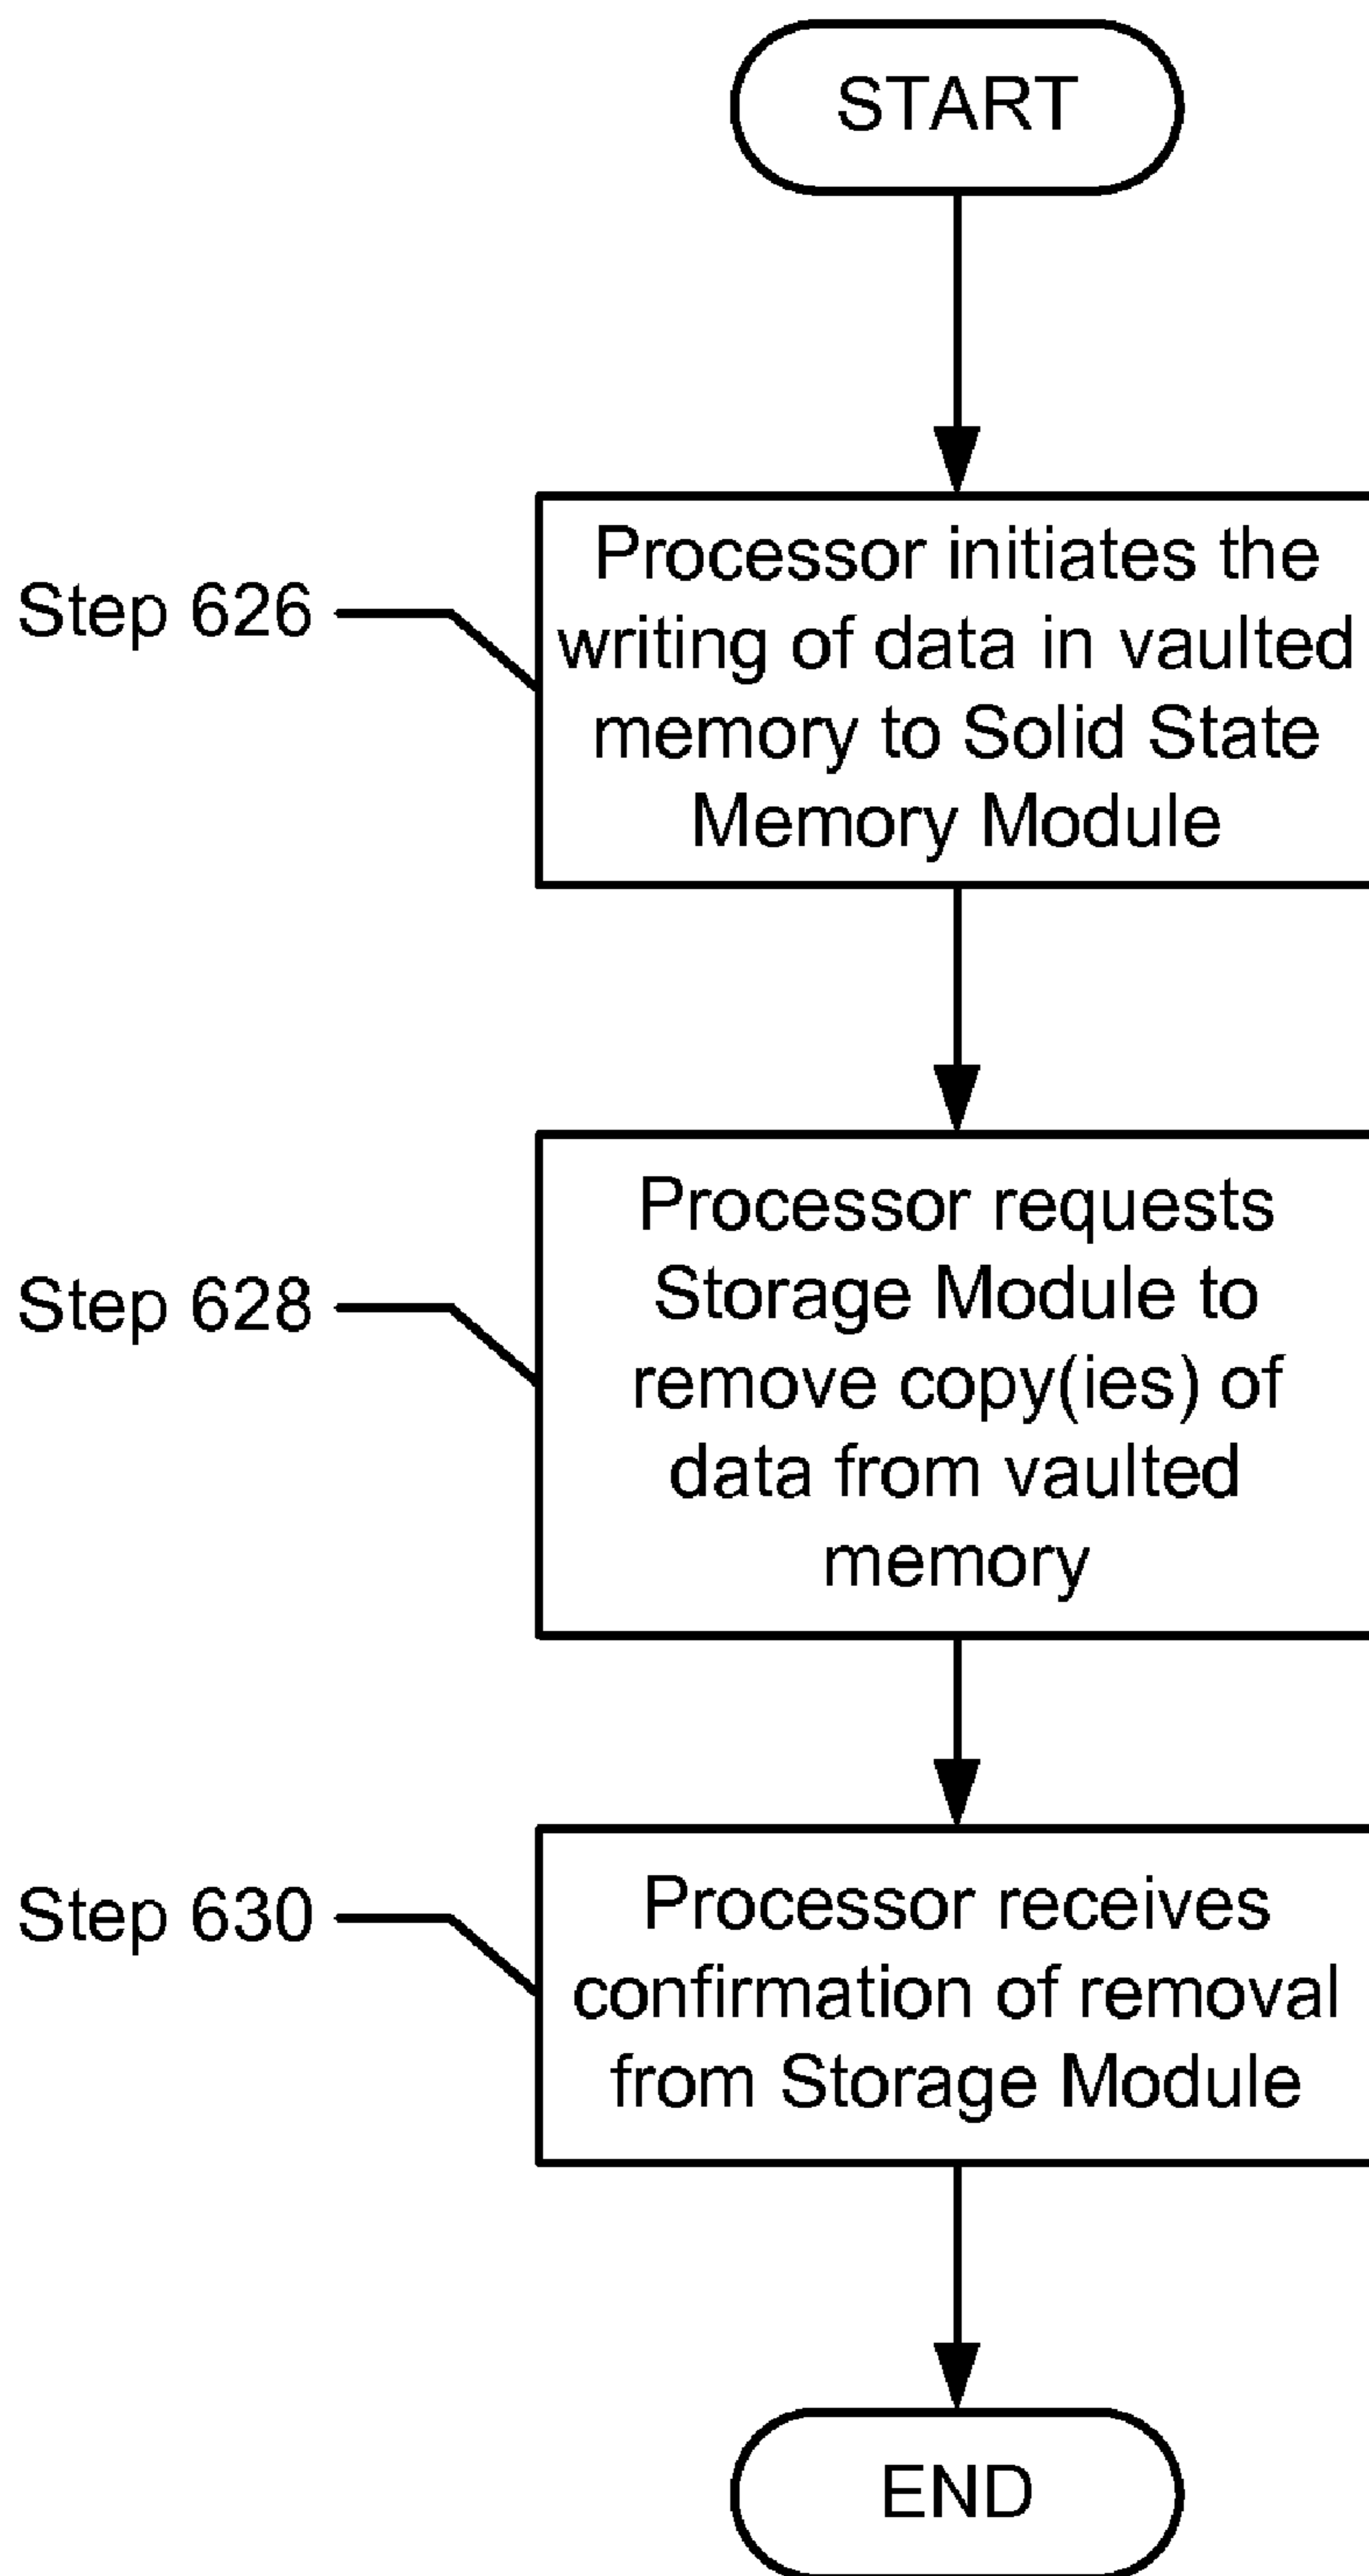 START
Step 626
Processor initiates the
writing of data in vaulted
memory to Solid State
Memory Module
Step 628
Processor requests
Storage Module to
remove copy(ies) of
data from vaulted
memory
Step 630
Processor receives
confirmation of removal
from Storage Module
END